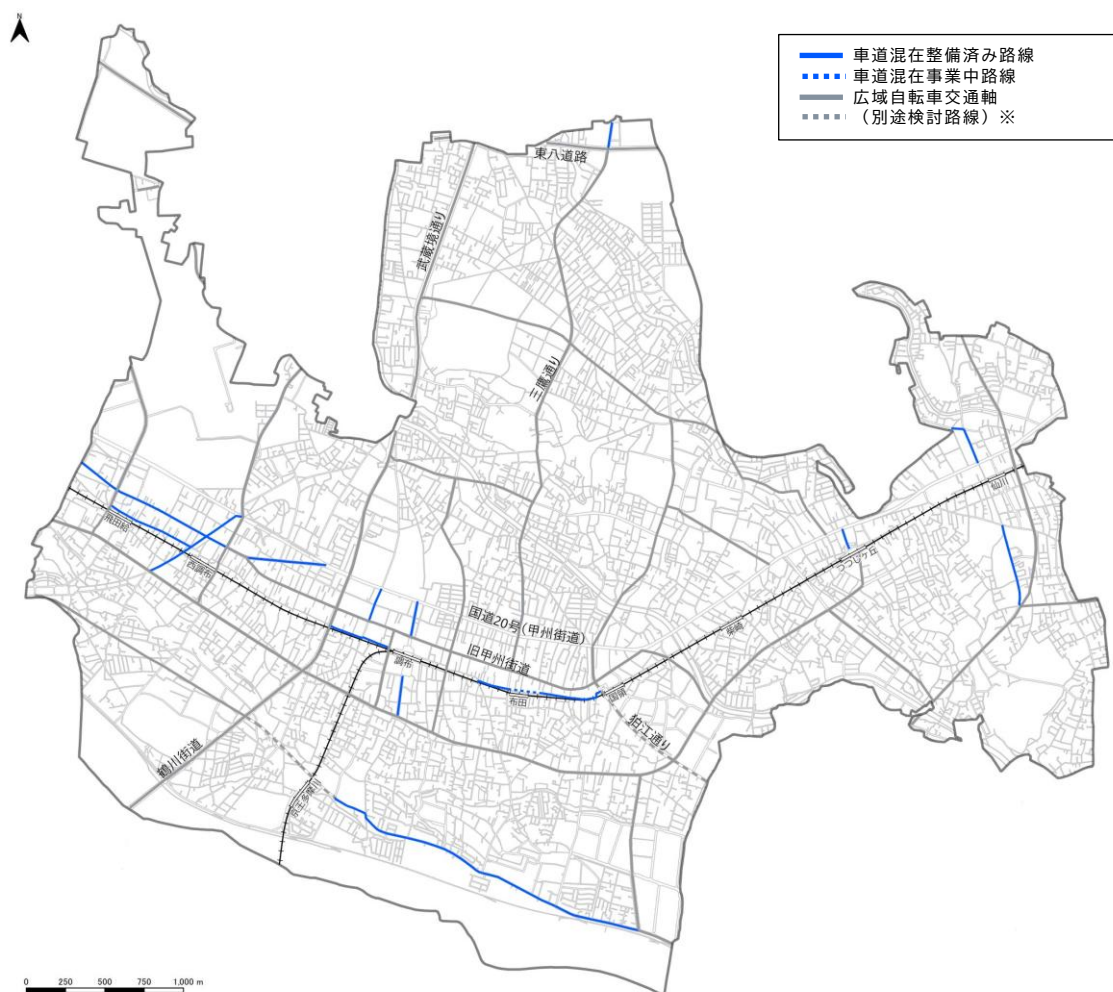 N
車道混在整備済み路線
車道混在事業中路線
広域自転車交通軸
（別途検討路線）※
東八道路
武蔵境通り
三鷹通り
仙川
つつじヶ丘
飛田給
西調布
柴崎
国道20号（甲州街道）
旧甲州街道
調布
布田
国領
狛江通り
鶴川街道
京王多摩川
0 250 500 750 1,000 m